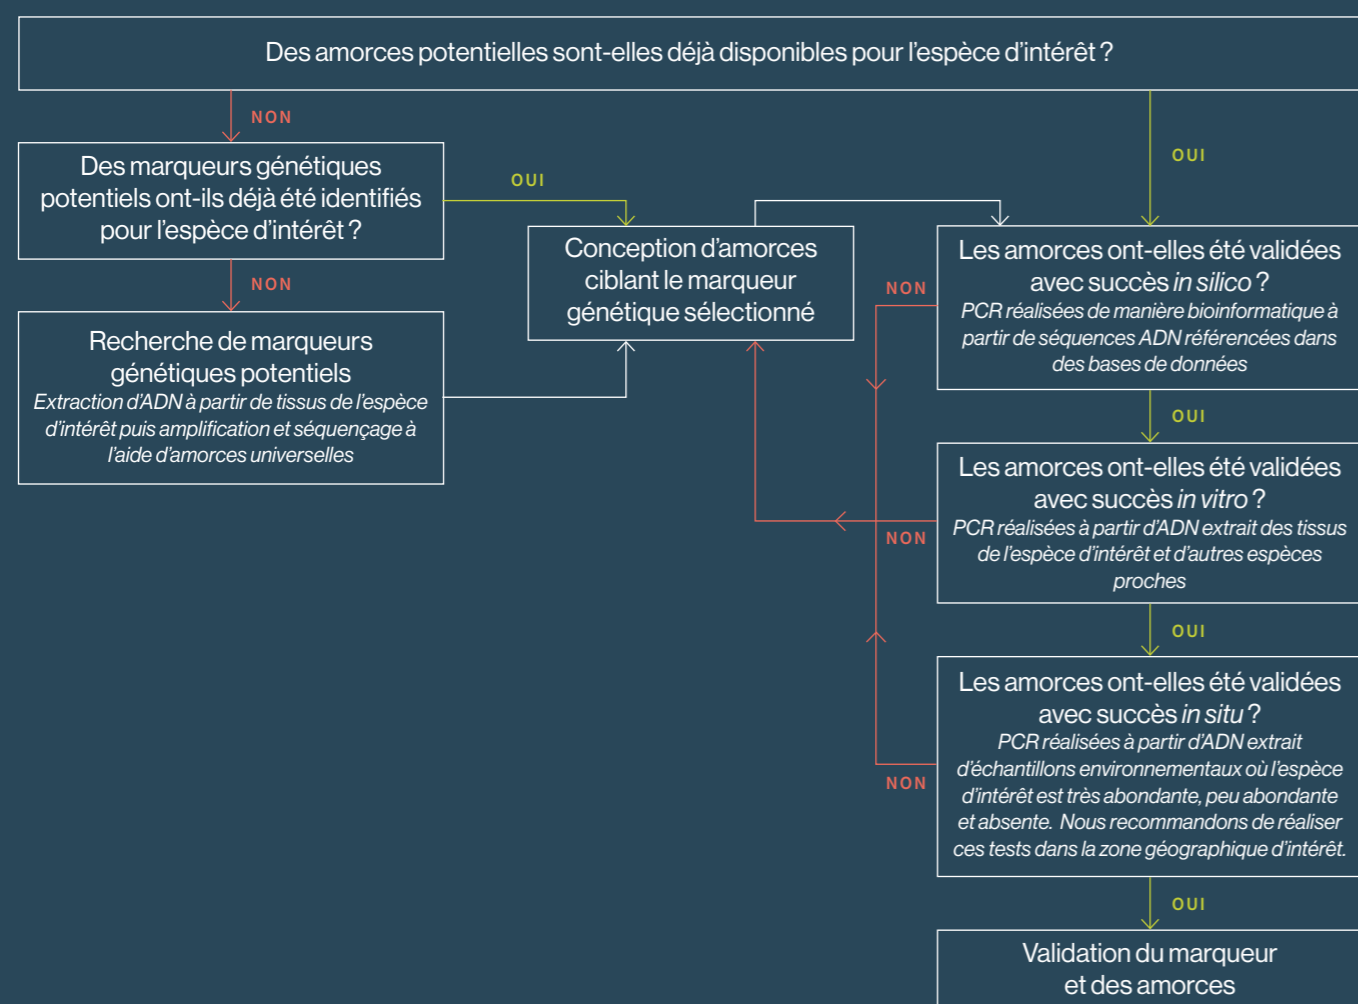 Des amorces potentielles sont-elles déjà disponibles pour l’espèce d’intérêt ?
NON
OUI
Des marqueurs génétiques
potentiels ont-ils déjà été identifiés
pour l’espèce d’intérêt ?
OUI
NON
Recherche de marqueurs
génétiques potentiels
Extraction d’ADN à partir de tissus de l’espèce
d’intérêt puis amplification et séquençage à
l’aide d’amorces universelles
Conception d’amorces
ciblant le marqueur
génétique sélectionné
Les amorces ont-elles été validées
avec succès in silico ?
PCR réalisées de manière bioinformatique à
partir de séquences ADN référencées dans
des bases de données
NON
OUI
Les amorces ont-elles été validées
avec succès in vitro ?
PCR réalisées à partir d’ADN extrait des tissus
de l’espèce d’intérêt et d’autres espèces
proches
NON
OUI
Les amorces ont-elles été validées
avec succès in situ ?
PCR réalisées à partir d’ADN extrait
d’échantillons environnementaux où l’espèce
d’intérêt est très abondante, peu abondante
et absente. Nous recommandons de réaliser
ces tests dans la zone géographique d’intérêt.
NON
OUI
Validation du marqueur
et des amorces